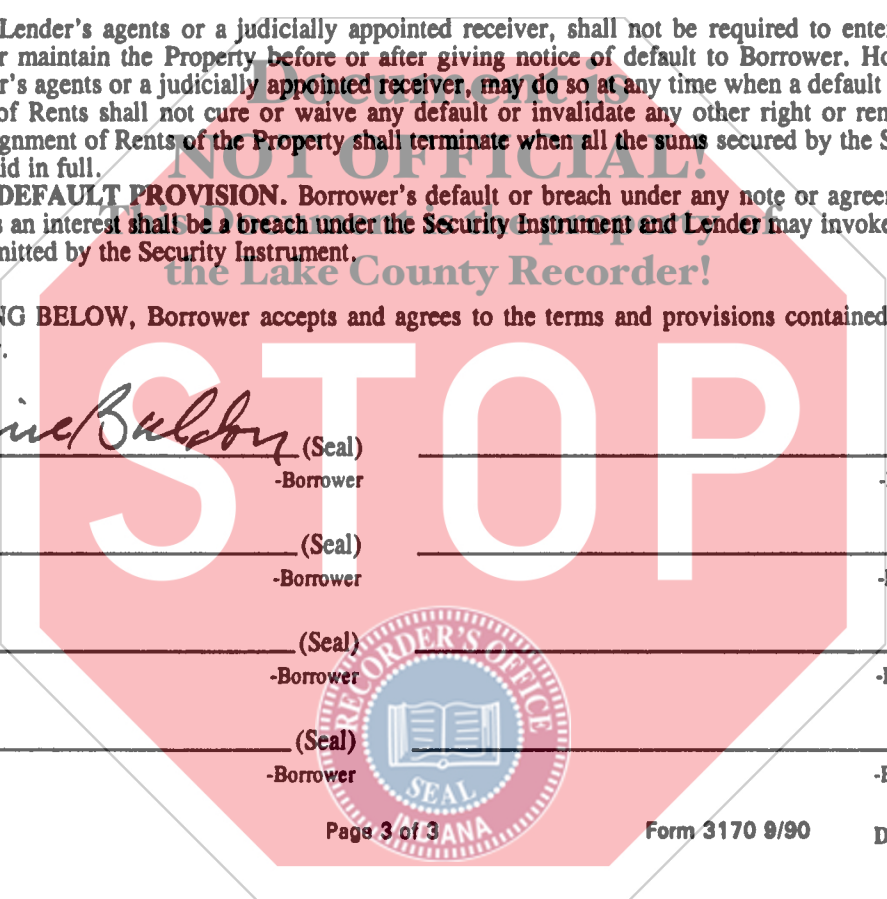 Lender's agents or a judicially appointed receiver, shall not be required to ente
r maintain the Property before or after giving notice of default to Borrower. Ho
r's agents or a judicially appointed receiver, may do so at any time when a default
of Rents shall not cure or waive any default or invalidate any other right or rem
gnment of Rents of the Property shall terminate when all the sums secured by the S
id in full.
DEFAULT PROVISION. Borrower's default or breach under any note or agree
s an interest shall be a breach under the Security Instrument and Lender may invoke
mitted by the Security Instrument.
Document is
NOT OFFICIAL!
This Document is the property of
the Lake County Recorder!
NG BELOW, Borrower accepts and agrees to the terms and provisions contained
STOP
ine Baldon (Seal)
-Borrower
(Seal)
-Borrower
(Seal)
-Borrower
(Seal)
-Borrower
RECORDER'S OFFICE
SEAL
INDIANA
Page 3 of 3 Form 3170 9/90 D